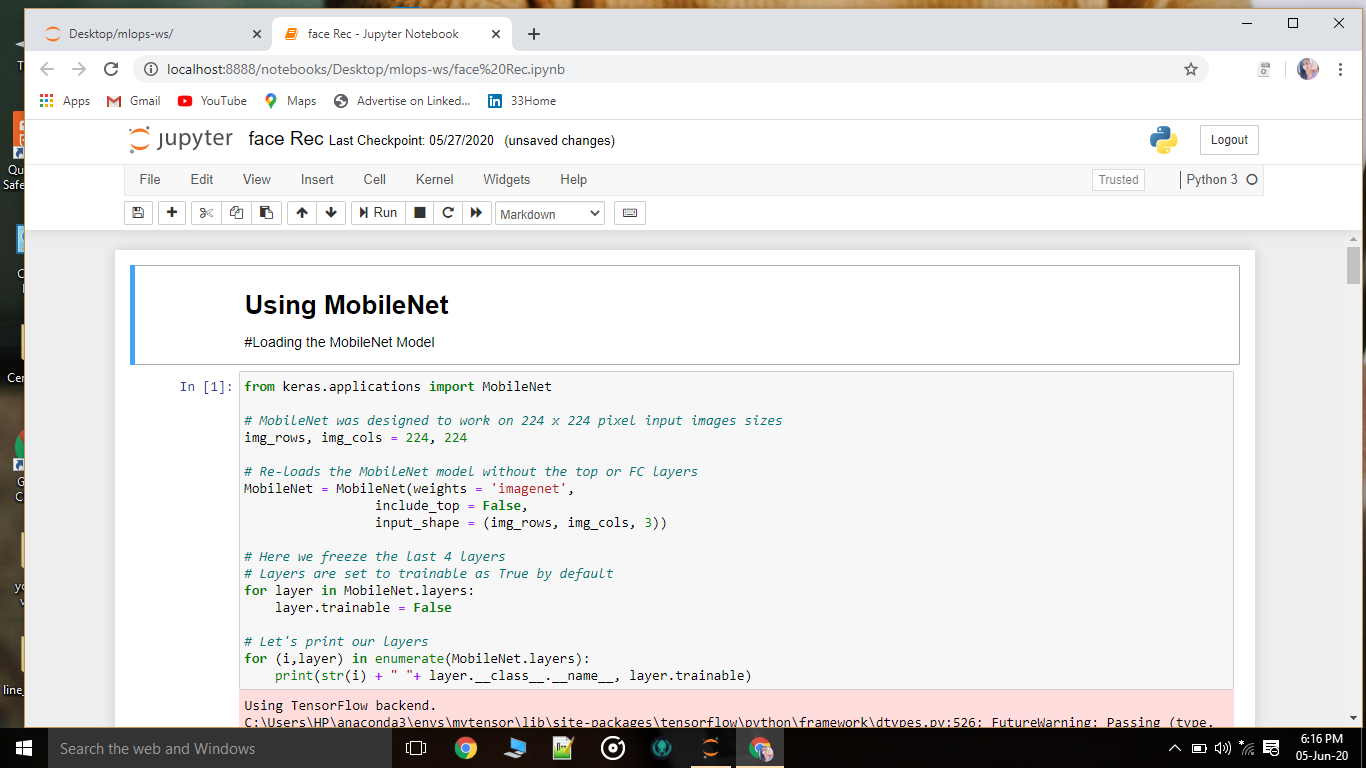 Desktop/mlops-ws/
face Rec - Jupyter Notebook
localhost:8888/notebooks/Desktop/mlops-ws/face%20Rec.ipynb
Apps
Gmail
YouTube
Maps
Advertise on Linked...
33Home
jupyter
face Rec Last Checkpoint: 05/27/2020 (unsaved changes)
Logout
File Edit View Insert Cell Kernel Widgets Help
Trusted
Python 3
Run
Markdown
Using MobileNet
#Loading the MobileNet Model
In [1]:
from keras.applications import MobileNet
# MobileNet was designed to work on 224 x 224 pixel input images sizes
img_rows, img_cols = 224, 224
# Re-loads the MobileNet model without the top or FC layers
MobileNet = MobileNet(weights = 'imagenet',
include_top = False,
input_shape = (img_rows, img_cols, 3))
# Here we freeze the last 4 layers
# Layers are set to trainable as True by default
for layer in MobileNet.layers:
layer.trainable = False
# Let's print our layers
for (i,layer) in enumerate(MobileNet.layers):
print(str(i) + " "+ layer.__class__.__name__, layer.trainable)
Using TensorFlow backend.
C:\Users\HP\anaconda3\envs\mytensor\lib\site-packages\tensorflow\python\framework\dtypes.py:526: FutureWarning: Passing (type,
Search the web and Windows
6:16 PM
05-Jun-20